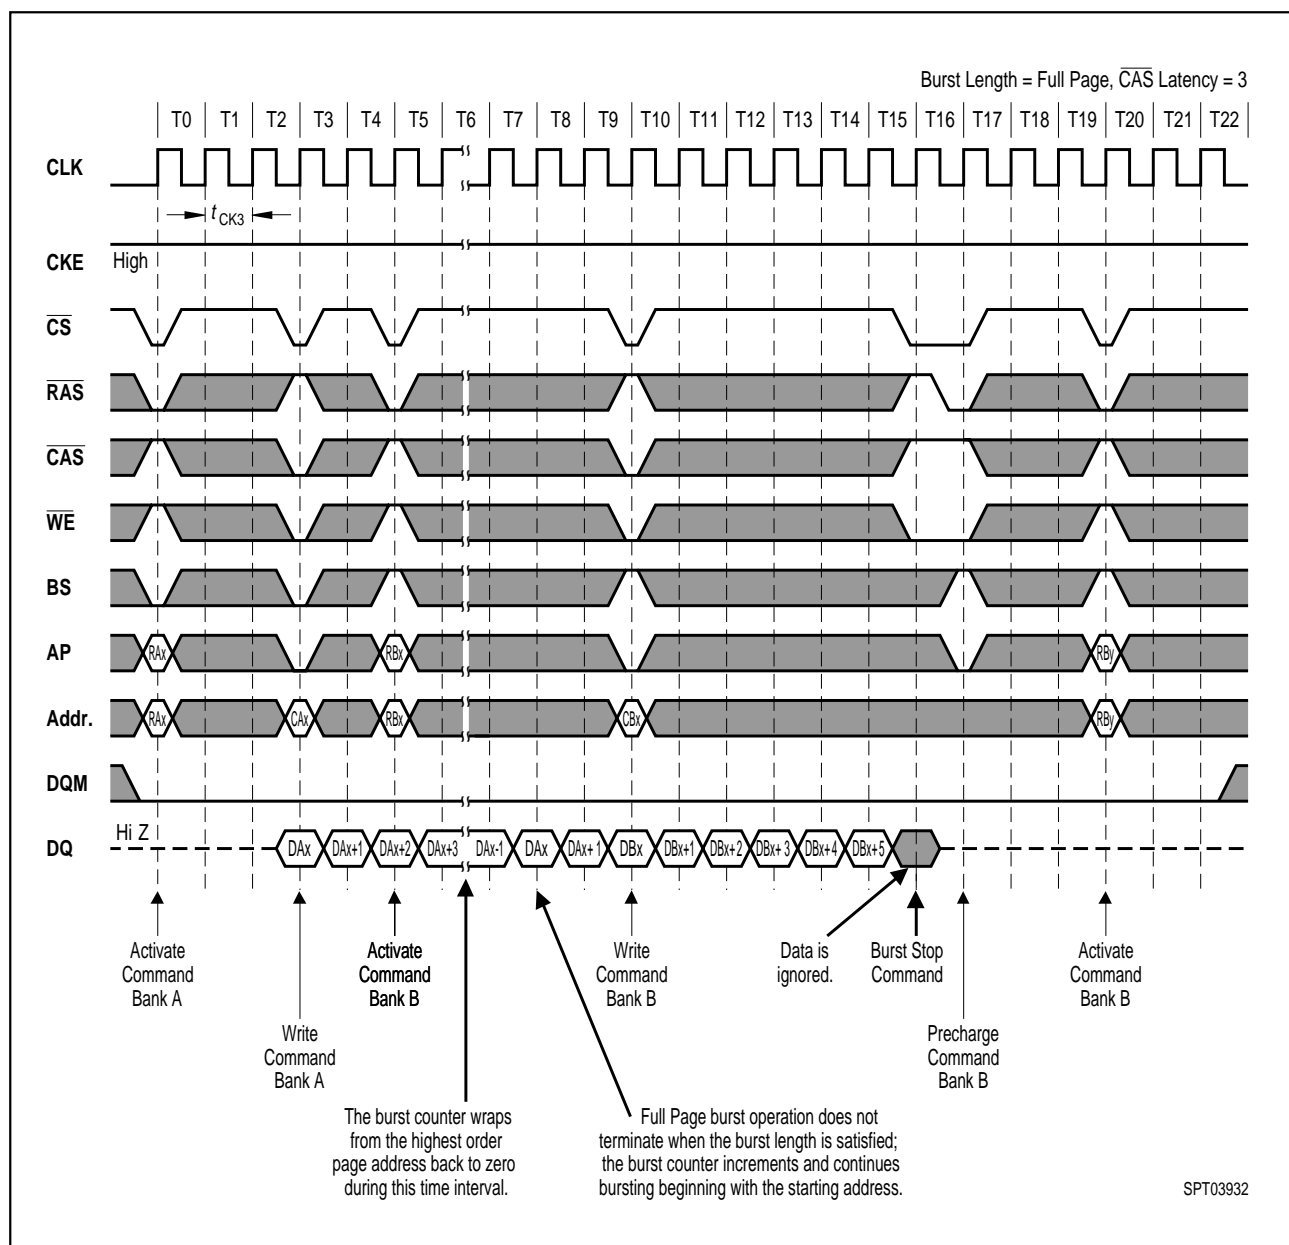 Burst Length = Full Page, CAS Latency = 3
T0 T1 T2 T3 T4 T5 T6 T7 T8 T9 T10 T11 T12 T13 T14 T15 T16 T17 T18 T19 T20 T21 T22
CLK
t CK3
CKE High
CS
RAS
CAS
WE
BS
AP RAx RBx RBy
Addr. RAx CAx RBx CBx RBy
DQM
DQ Hi Z DAx DAx+1 DAx+2 DAx+3 DAx-1 DAx DAx+1 DBx DBx+1 DBx+2 DBx+3 DBx+4 DBx+5
Activate
Command
Bank A
Write
Command
Bank A
Activate
Command
Bank B
Write
Command
Bank B
Data is
ignored.
Burst Stop
Command
Precharge
Command
Bank B
Activate
Command
Bank B
The burst counter wraps
from the highest order
page address back to zero
during this time interval.
Full Page burst operation does not
terminate when the burst length is satisfied;
the burst counter increments and continues
bursting beginning with the starting address.
SPT03932